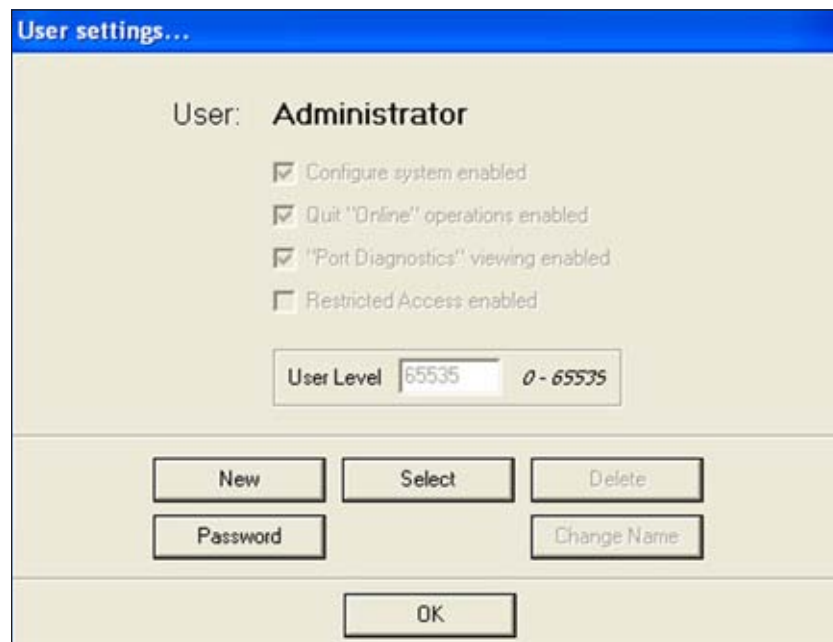 User settings...
User: Administrator
Configure system enabled
Quit "Online" operations enabled
"Port Diagnostics" viewing enabled
Restricted Access enabled
User Level 65535 0 - 65535
New Select Delete
Password Change Name
OK